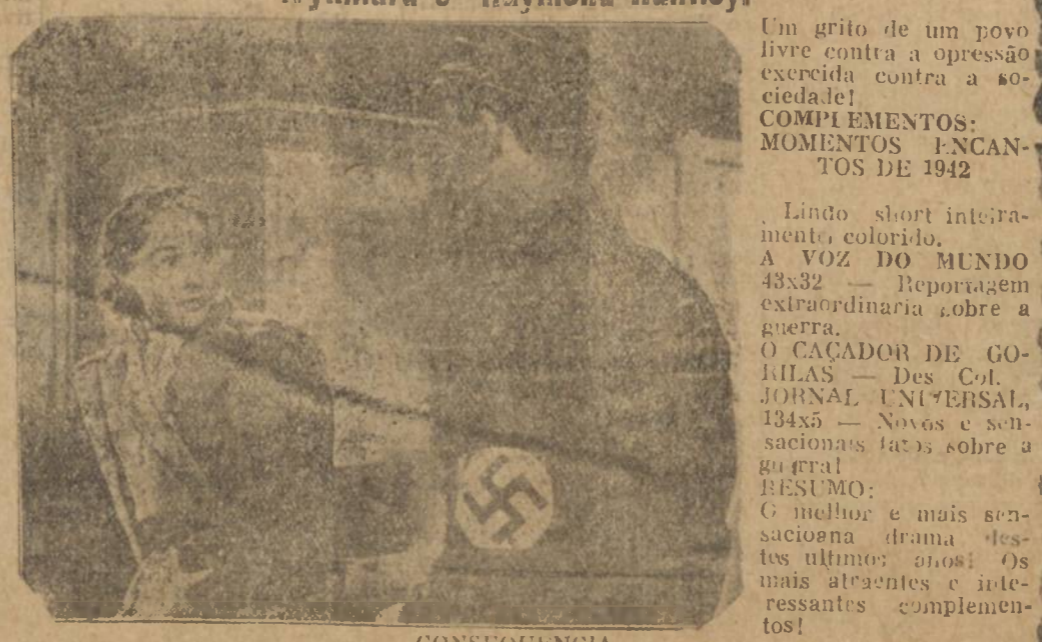 e Raymond
Um grito de um povo
livre contra a opressão
exercida contra a so-
ciedade!
COMPLEMENTOS:
MOMENTOS ENCAN-
TOS DE 1942
Lindo short inteira-
mente colorido.
A VOZ DO MUNDO
43x32 — Reportagem
extraordinaria sobre a
guerra.
O CAÇADOR DE GO-
RILAS — Des Col.
JORNAL UNIVERSAL,
134x5 — Novos e sen-
sacionais fatos sobre a
guerra!
RESUMO:
O melhor e mais sen-
sacioana drama des-
tes ultimos anos! Os
mais atraentes e inte-
ressantes complemen-
tos!
CONSEQUENCIA